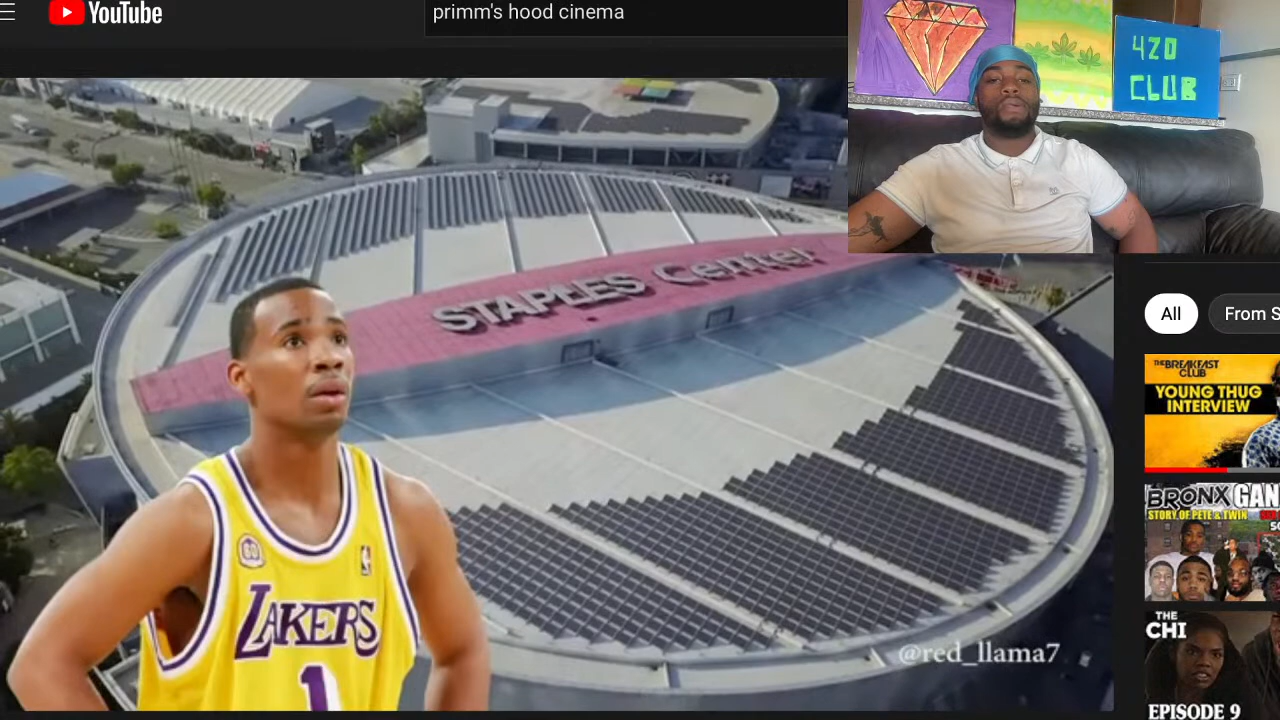 YouTube
primm's hood cinema
420
CLUB
STAPLES Center
LAKERS
1
60
@red_llama7
All
From S
THE BREAKFAST
CLUB
YOUNG THUG
INTERVIEW
BRONX GAN
STORY OF PETE & TWIN
THE
CHI
EPISODE 9